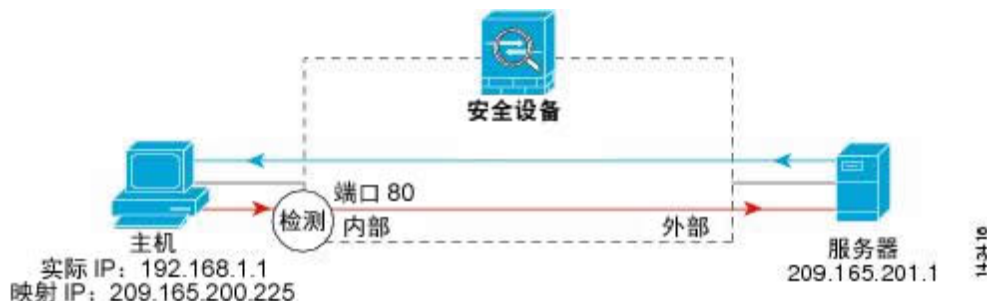 安全设备
端口 80
检测
内部
外部
主机
实际 IP：192.168.1.1
映射 IP：209.165.200.225
服务器
209.165.201.1
143416